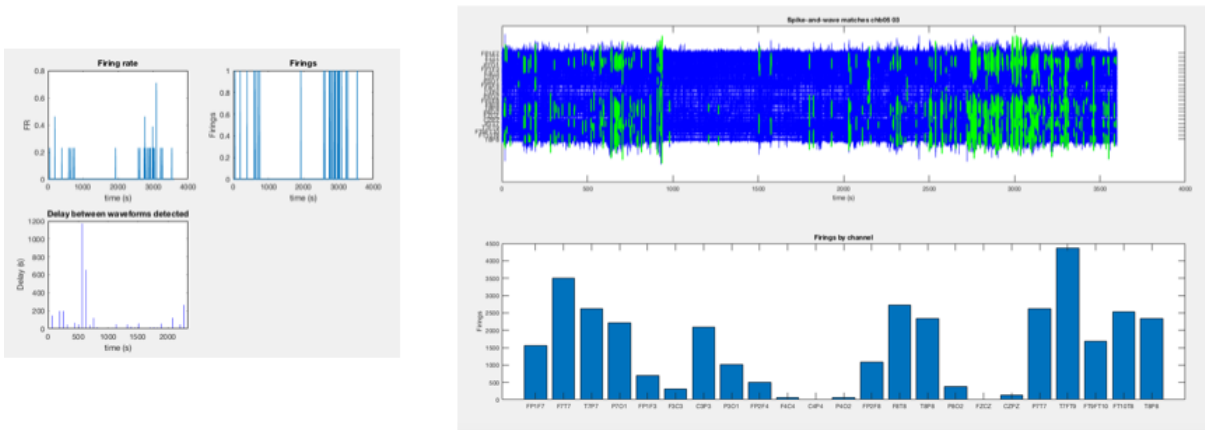 Firing rate
0.8
0.6
0.4
0.2
0
FR
0 1000 2000 3000 4000
time (s)
Firings
1
0.8
0.6
0.4
0.2
0
Firings
0 1000 2000 3000 4000
time (s)
Delay between waveforms detected
1200
1000
800
600
400
200
0
Delay (s)
0 500 1000 1500 2000
time (s)
Spike-and-wave matches chb05 03
FP1F7
0 500 1000 1500 2000 2500 3000 3500 4000
time (s)
Firings by channel
4500
4000
3500
3000
2500
2000
1500
1000
500
0
Firings
FP1F7 F7T7 T7P7 P7O1 FP1F3 F3C3 C3P3 P3O1 FP2F4 F4C4 C4P4 P4O2 FP2F8 F8T8 T8P8 P8O2 FZCZ CZPZ P7T7 T7FT9 FT9FT10 FT10T8 T8P8